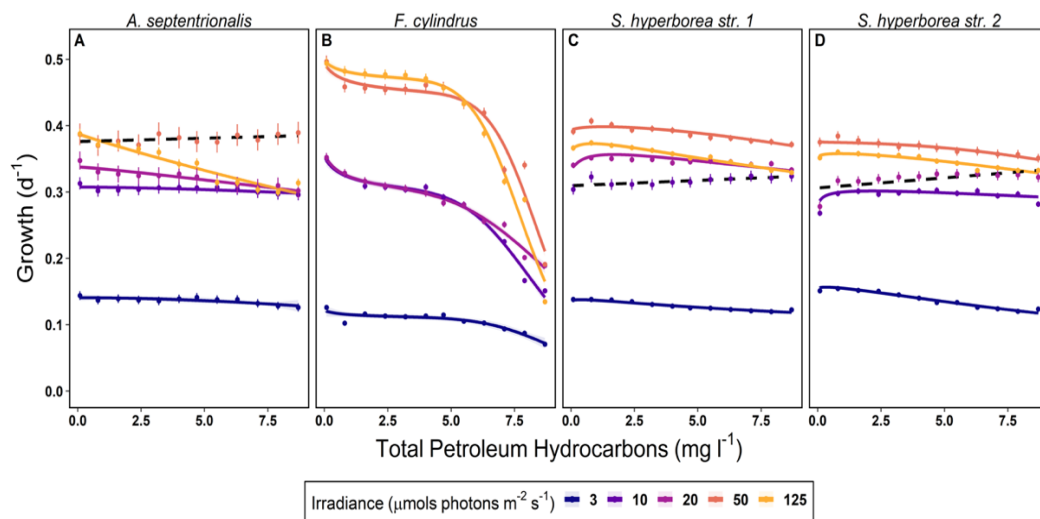 A. septentrionalis F. cylindrus S. hyperborea str. 1 S. hyperborea str. 2
A B C D
0.5
0.4
0.3
0.2
0.1
0.0
Growth (d⁻¹)
0.0 2.5 5.0 7.5 0.0 2.5 5.0 7.5 0.0 2.5 5.0 7.5 0.0 2.5 5.0 7.5
Total Petroleum Hydrocarbons (mg l⁻¹)
Irradiance (μmols photons m⁻² s⁻¹) 3 10 20 50 125